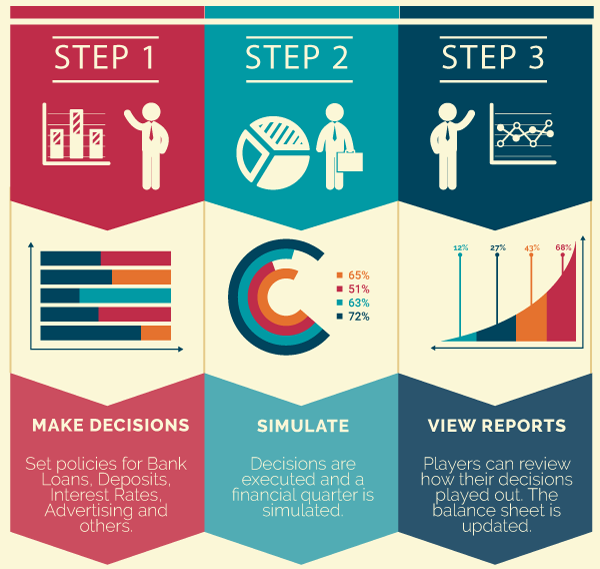 STEP 1
STEP 2
STEP 3
65%
51%
63%
72%
12%
27%
43%
68%
MAKE DECISIONS
Set policies for Bank
Loans, Deposits,
Interest Rates,
Advertising and
others.
SIMULATE
Decisions are
executed and a
financial quarter is
simulated.
VIEW REPORTS
Players can review
how their decisions
played out. The
balance sheet is
updated.